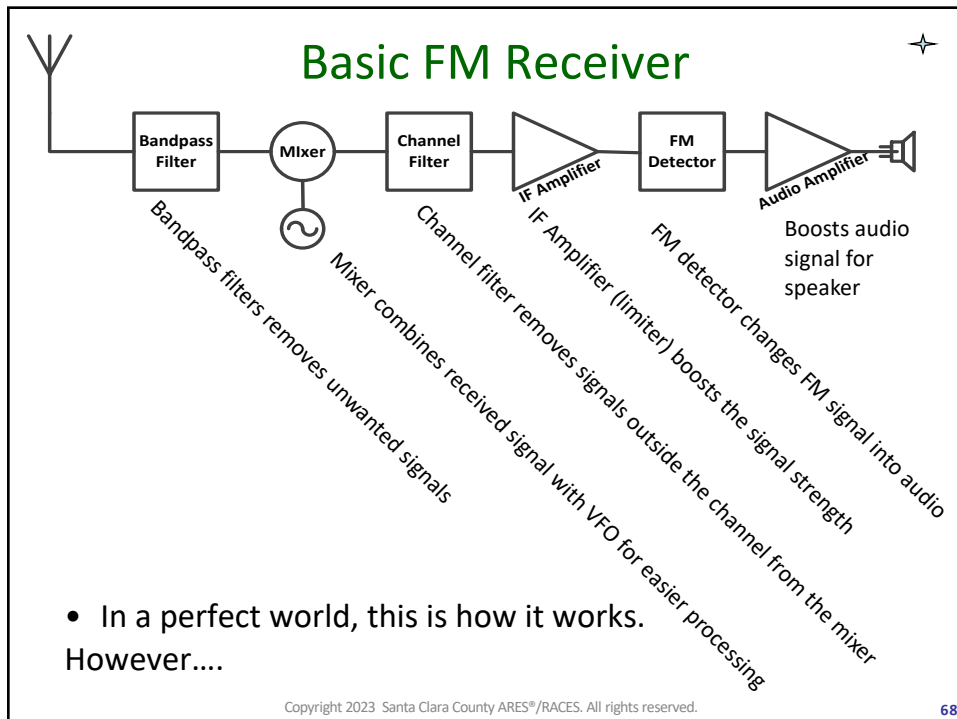 Basic FM Receiver
Bandpass
Filter
MIxer
Channel
Filter
IF Amplifier
FM
Detector
Audio Amplifier
Bandpass filters removes unwanted signals
Mixer combines received signal with VFO for easier processing
Channel filter removes signals outside the channel from the mixer
IF Amplifier (limiter) boosts the signal strength
FM detector changes FM signal into audio
Boosts audio
signal for
speaker
• In a perfect world, this is how it works.
However....
Copyright 2023 Santa Clara County ARES®/RACES. All rights reserved.
68